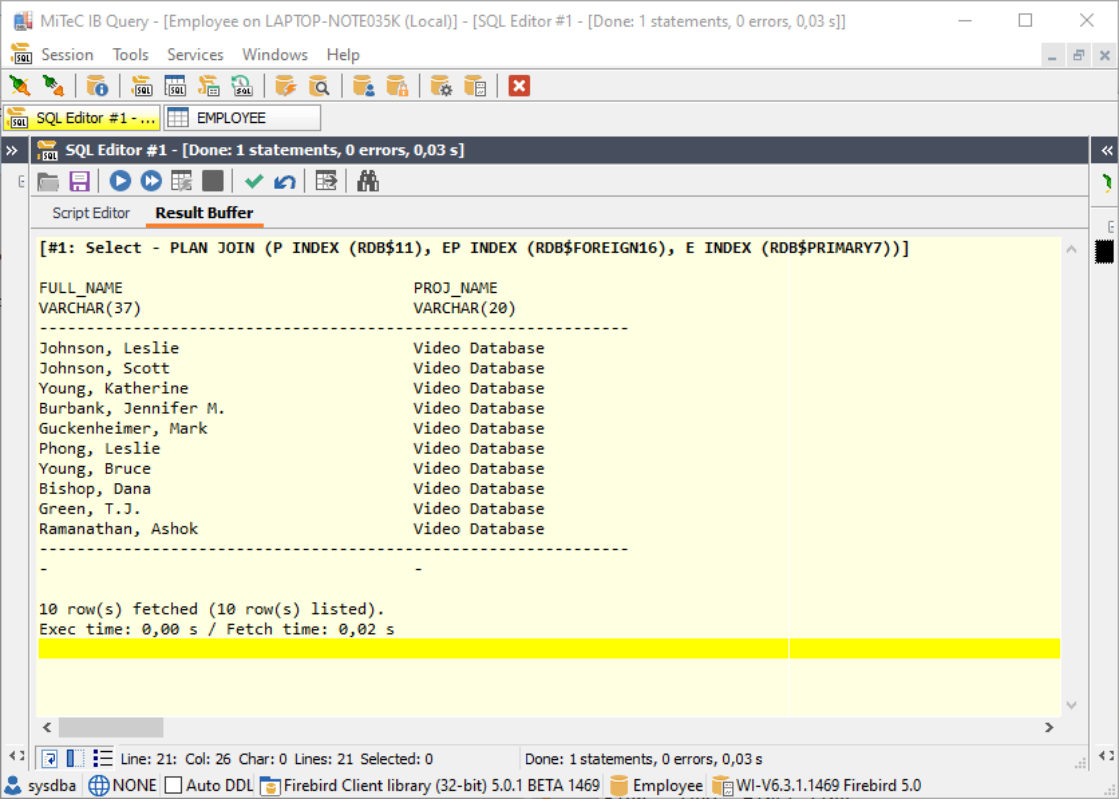 MiTeC IB Query - [Employee on LAPTOP-NOTE035K (Local)] - [SQL Editor #1 - [Done: 1 statements, 0 errors, 0,03 s]]
Session Tools Services Windows Help
SQL Editor #1 - ... EMPLOYEE
SQL Editor #1 - [Done: 1 statements, 0 errors, 0,03 s]
Script Editor Result Buffer
[#1: Select - PLAN JOIN (P INDEX (RDB$11), EP INDEX (RDB$FOREIGN16), E INDEX (RDB$PRIMARY7))]
FULL_NAME PROJ_NAME
VARCHAR(37) VARCHAR(20)
---------------------------------------------------------------
Johnson, Leslie Video Database
Johnson, Scott Video Database
Young, Katherine Video Database
Burbank, Jennifer M. Video Database
Guckenheimer, Mark Video Database
Phong, Leslie Video Database
Young, Bruce Video Database
Bishop, Dana Video Database
Green, T.J. Video Database
Ramanathan, Ashok Video Database
---------------------------------------------------------------
- -
10 row(s) fetched (10 row(s) listed).
Exec time: 0,00 s / Fetch time: 0,02 s
Line: 21: Col: 26 Char: 0 Lines: 21 Selected: 0 Done: 1 statements, 0 errors, 0,03 s
sysdba NONE Auto DDL Firebird Client library (32-bit) 5.0.1 BETA 1469 Employee WI-V6.3.1.1469 Firebird 5.0